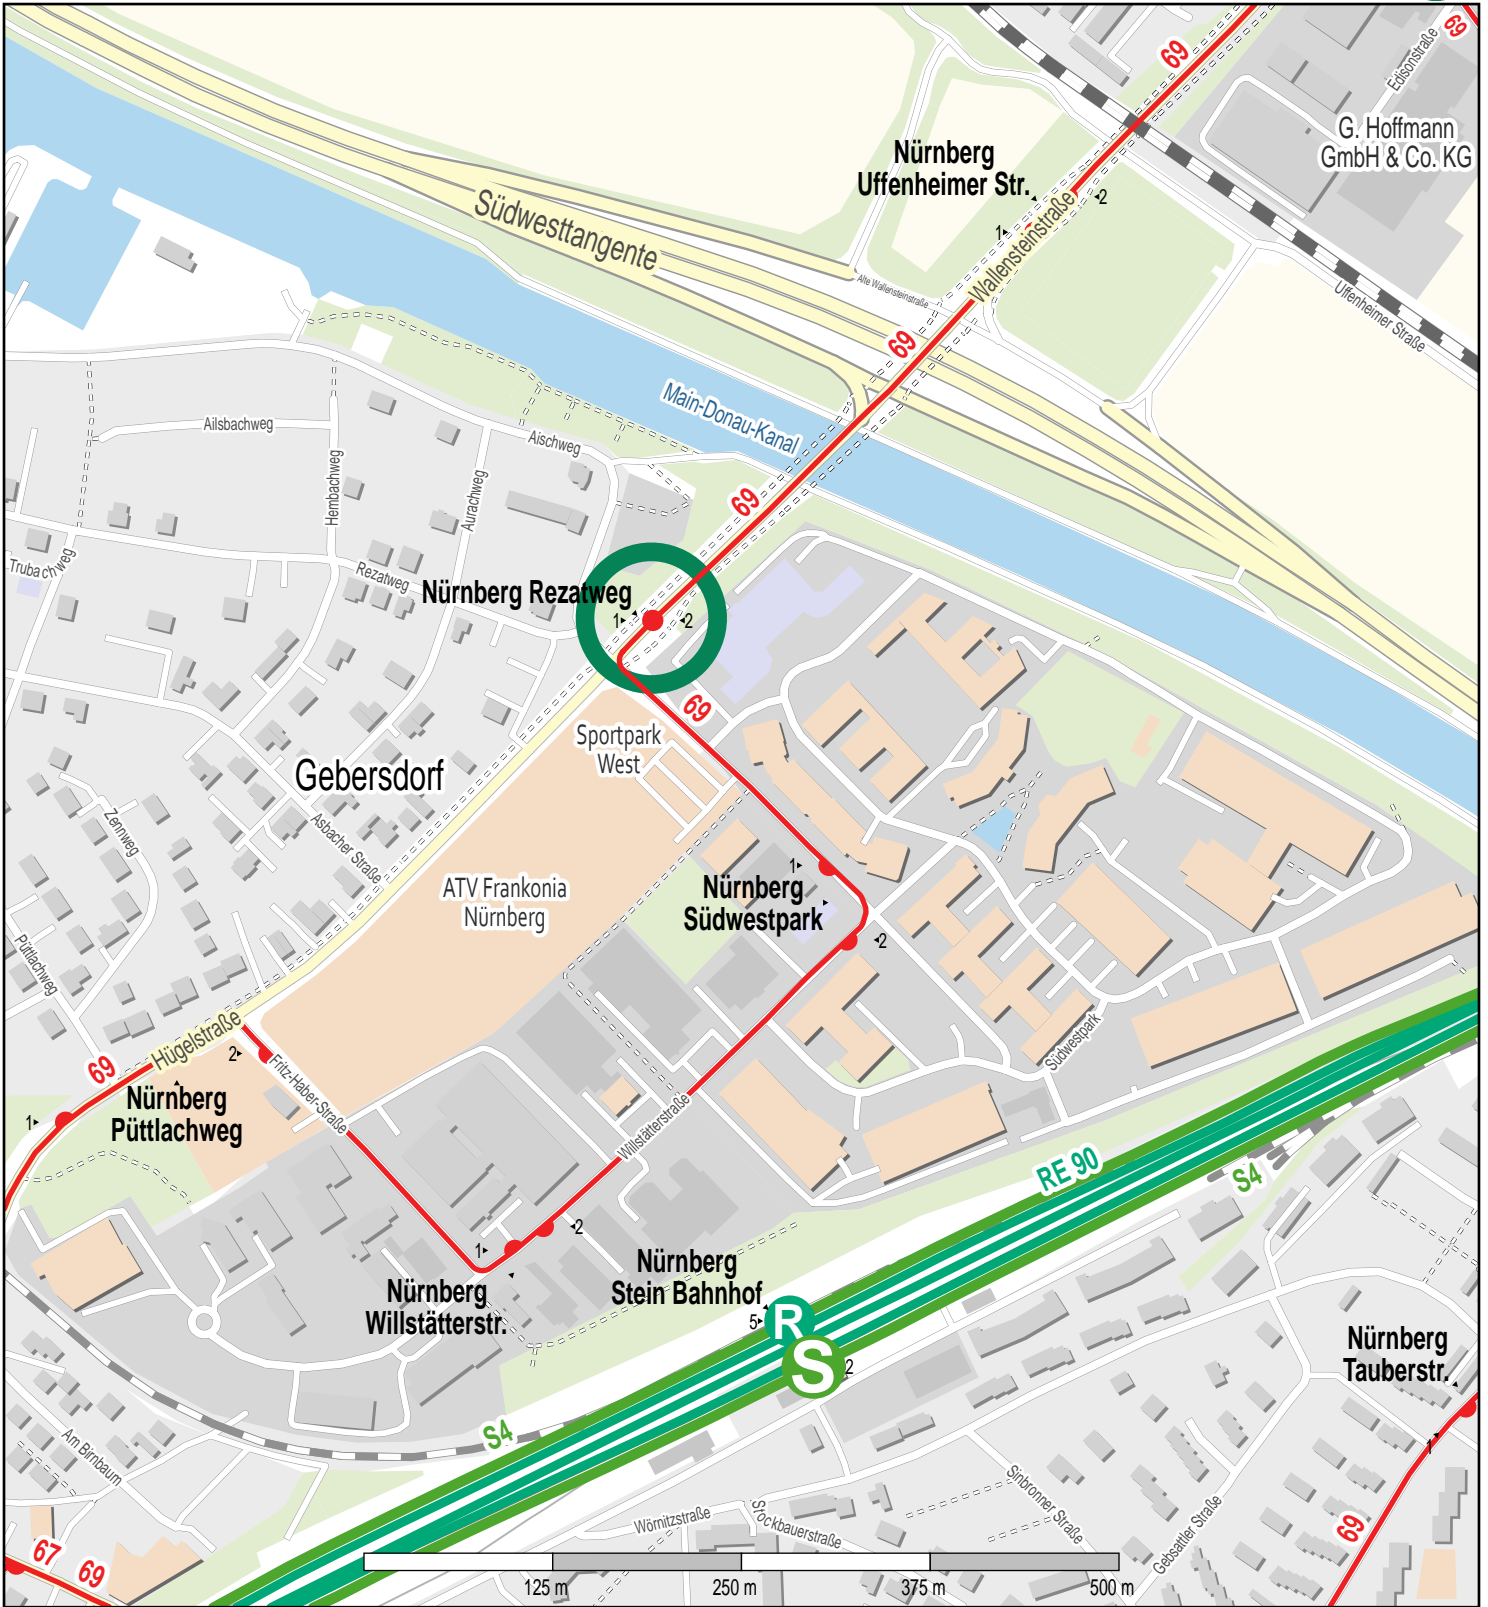 69
69
Edisonstraße
G. Hoffmann
GmbH & Co. KG
Nürnberg
Uffenheimer Str.
2
1
Südwesttangente
Wallensteinstraße
Alte Wallensteinstraße
Uffenheimer Straße
69
Main-Donau-Kanal
Ailsbachweg
Aischweg
Hembachweg
Aurachweg
69
Trubachweg
Rezatweg
Nürnberg Rezatweg
1
2
69
Sportpark
West
Gebersdorf
Zennweg
Asbacher Straße
ATV Frankonia
Nürnberg
1
Nürnberg
Südwestpark
2
Püttlachweg
Hügelstraße
2
69
Fritz-Haber-Straße
Südwestpark
Nürnberg
Püttlachweg
1
Willstätterstraße
RE 90
S4
2
1
Nürnberg
Willstätterstr.
Nürnberg
Stein Bahnhof
5
R
S
2
Nürnberg
Tauberstr.
1
S4
Am Birnbaum
Wörnitzstraße
Stockbauerstraße
Sinbronner Straße
Gebsattler Straße
69
67
69
125 m
250 m
375 m
500 m